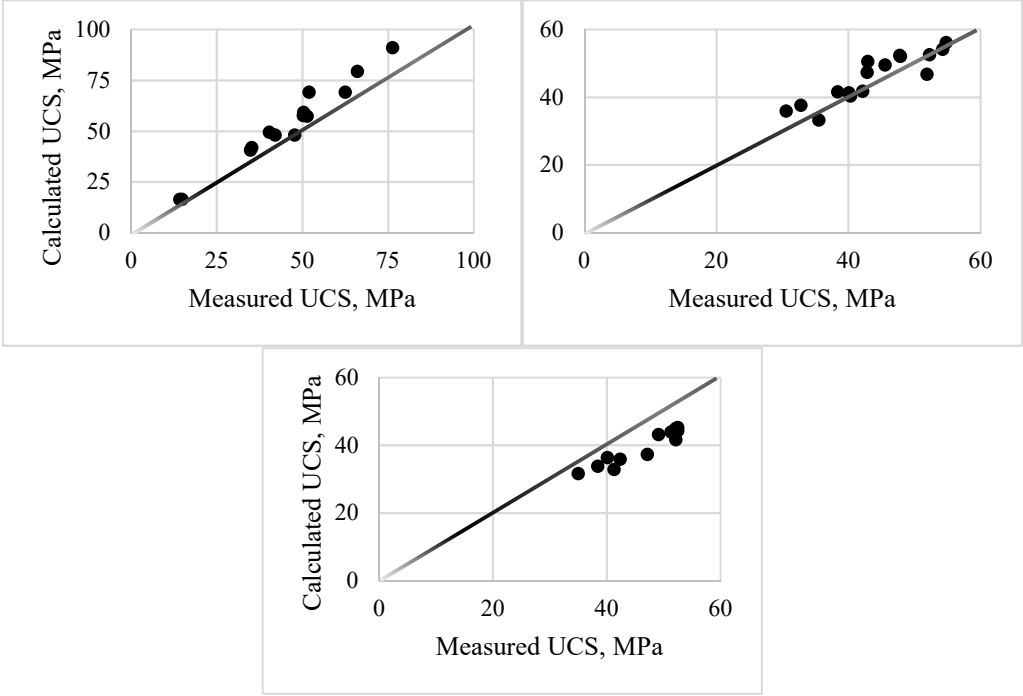 Calculated UCS, MPa
100
75
50
25
0
0 25 50 75 100
Measured UCS, MPa
60
40
20
0
0 20 40 60
Measured UCS, MPa
Calculated UCS, MPa
60
40
20
0
0 20 40 60
Measured UCS, MPa